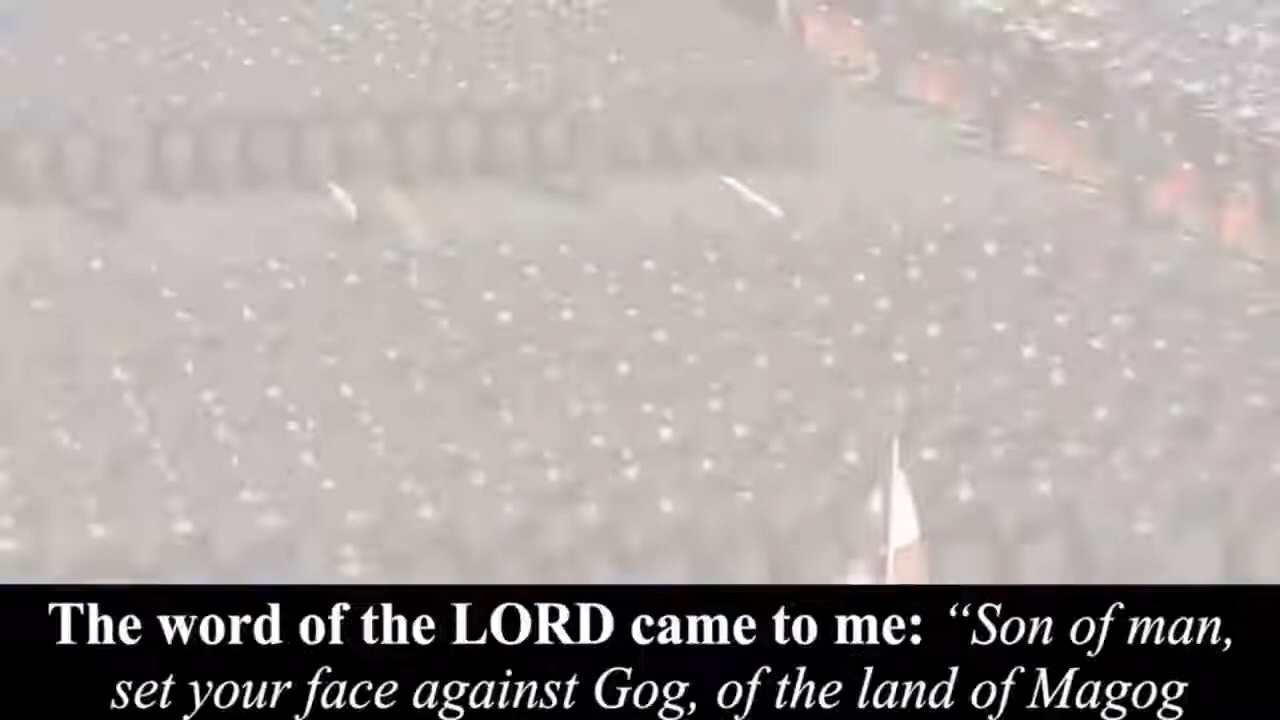 The word of the LORD came to me: “Son of man,
set your face against Gog, of the land of Magog